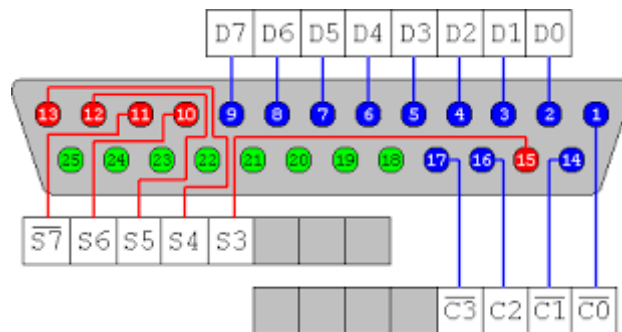 D7 D6 D5 D4 D3 D2 D1 D0
13 12 11 10 9 8 7 6 5 4 3 2 1
25 24 23 22 21 20 19 18 17 16 15 14
S̅7̅ S6 S5 S4 S3
C̅3̅ C2 C̅1̅ C̅0̅